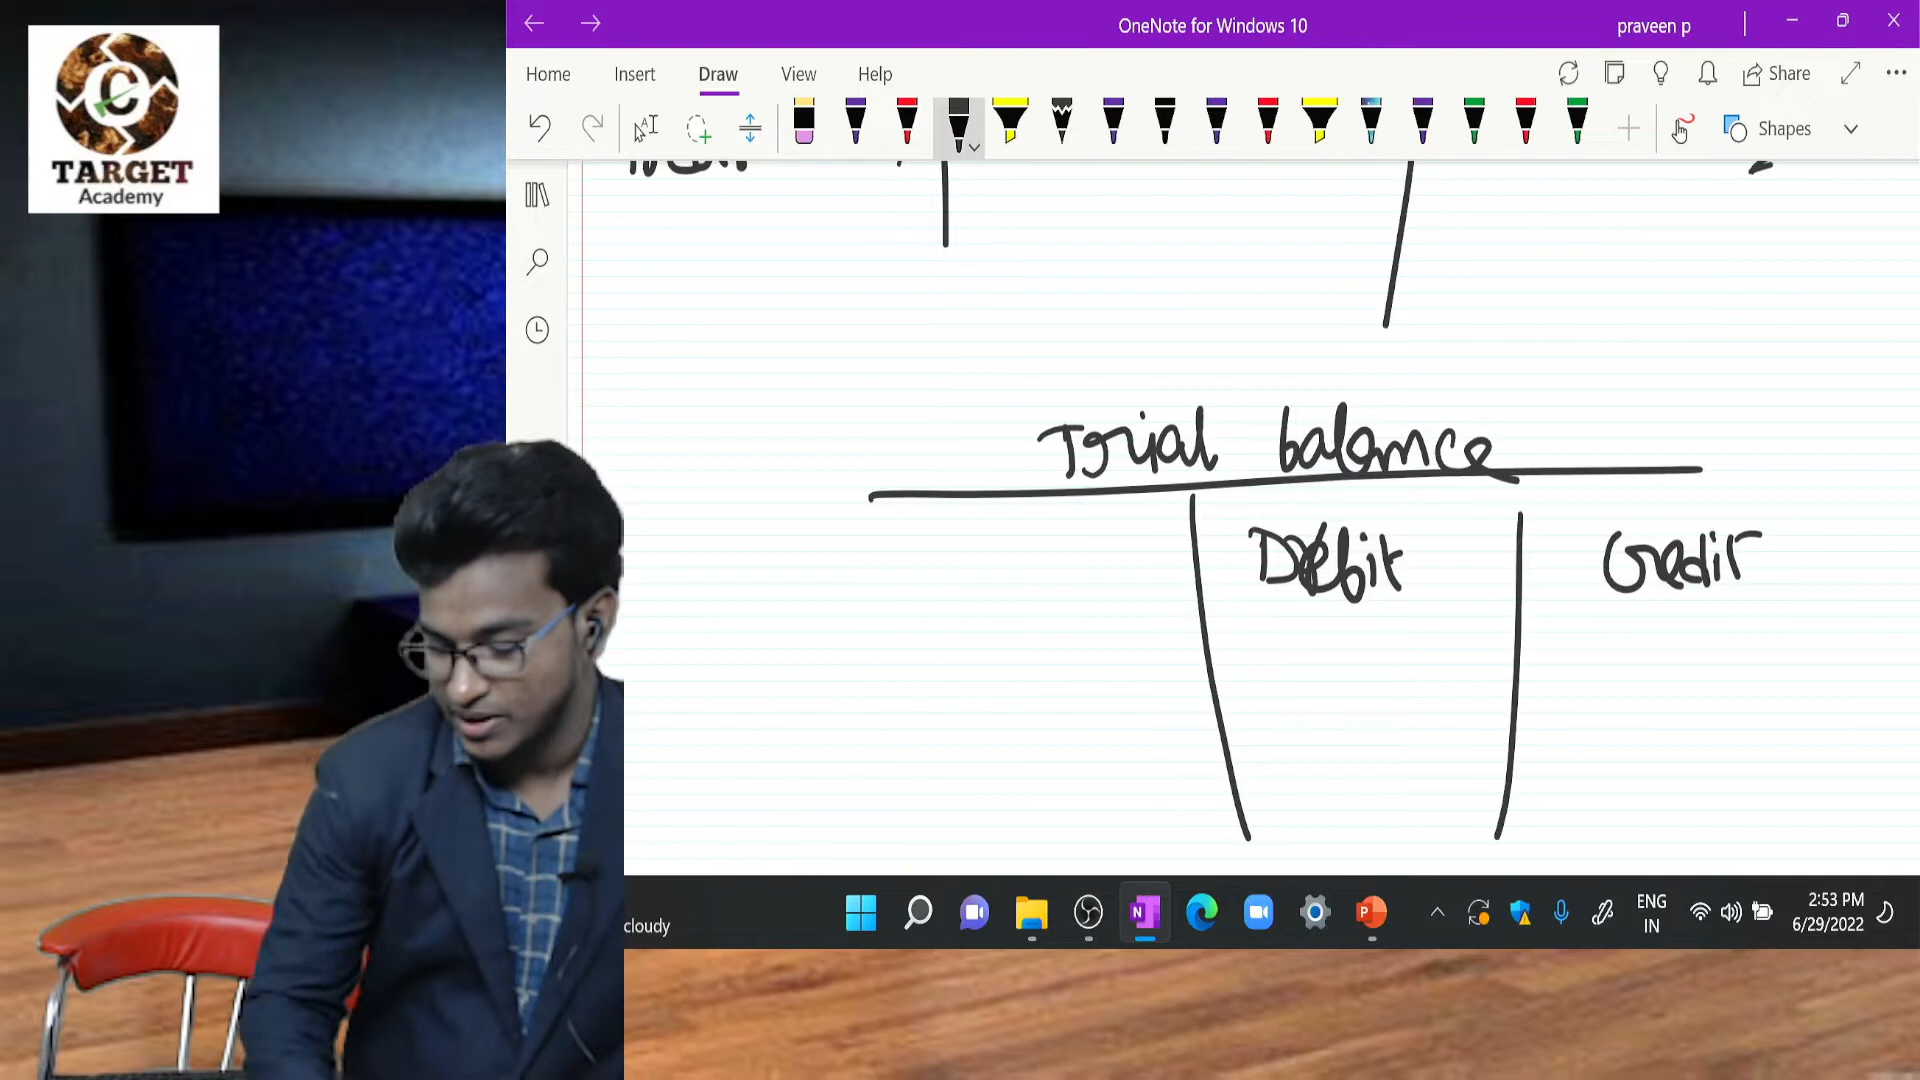 C
TARGET
Academy
OneNote for Windows 10
praveen p
Home Insert Draw View Help
Share
Shapes
Trial balance
Debit Credit
cloudy
ENG
IN
2:53 PM
6/29/2022